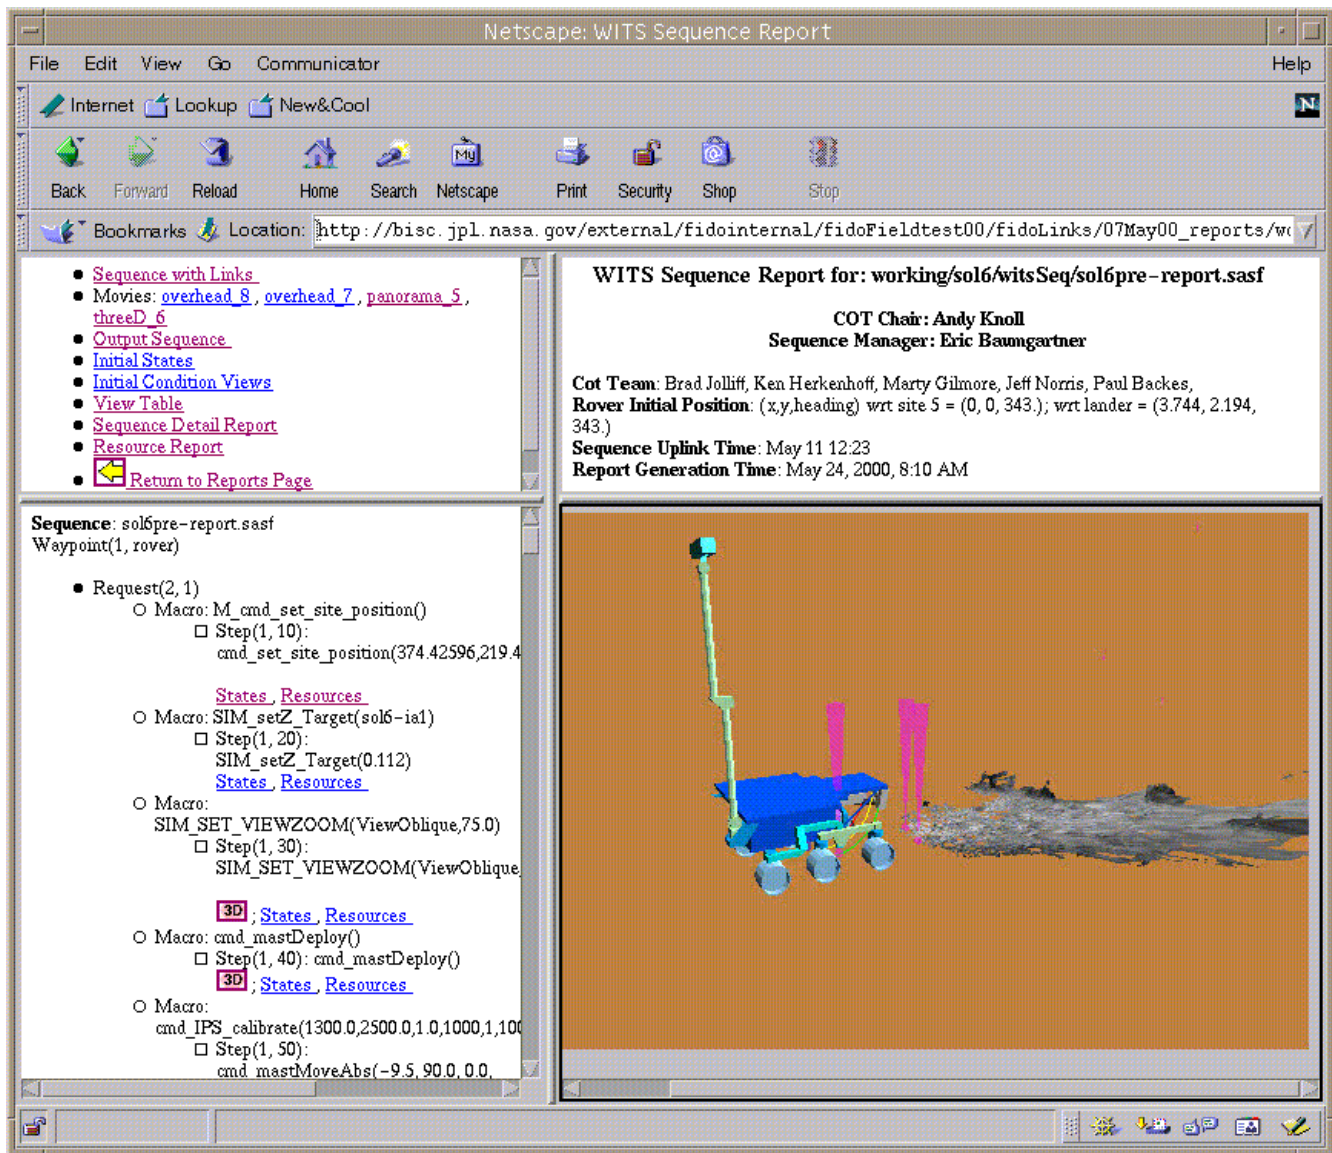 Netscape: WITS Sequence Report
File Edit View Go Communicator Help
Internet Lookup New&Cool N
My
Back Forward Reload Home Search Netscape Print Security Shop Stop
Bookmarks Location: http://bisc.jpl.nasa.gov/external/fidointernal/fidoFieldtest00/fidoLinks/07May00_reports/wo
Sequence with Links
Movies: overhead_8 , overhead_7 , panorama_5 ,
threeD_6
Output Sequence
Initial States
Initial Condition Views
View Table
Sequence Detail Report
Resource Report
Return to Reports Page
WITS Sequence Report for: working/sol6/witsSeq/sol6pre-report.sasf
COT Chair: Andy Knoll
Sequence Manager: Eric Baumgartner
Cot Team: Brad Jolliff, Ken Herkenhoff, Marty Gilmore, Jeff Norris, Paul Backes,
Rover Initial Position: (x,y,heading) wrt site 5 = (0, 0, 343.); wrt lander = (3.744, 2.194,
343.)
Sequence Uplink Time: May 11 12:23
Report Generation Time: May 24, 2000, 8:10 AM
Sequence: sol6pre-report.sasf
Waypoint(1, rover)
Request(2, 1)
Macro: M_cmd_set_site_position()
Step(1, 10):
cmd_set_site_position(374.42596,219.4
States , Resources
Macro: SIM_setZ_Target(sol6-ia1)
Step(1, 20):
SIM_setZ_Target(0.112)
States , Resources
Macro:
SIM_SET_VIEWZOOM(ViewOblique,75.0)
Step(1, 30):
SIM_SET_VIEWZOOM(ViewOblique,
3D ; States , Resources
Macro: cmd_mastDeploy()
Step(1, 40): cmd_mastDeploy()
3D ; States , Resources
Macro:
cmd_IPS_calibrate(1300.0,2500.0,1.0,1000,1,100
Step(1, 50):
cmd_mastMoveAbs(-9.5, 90.0, 0.0,